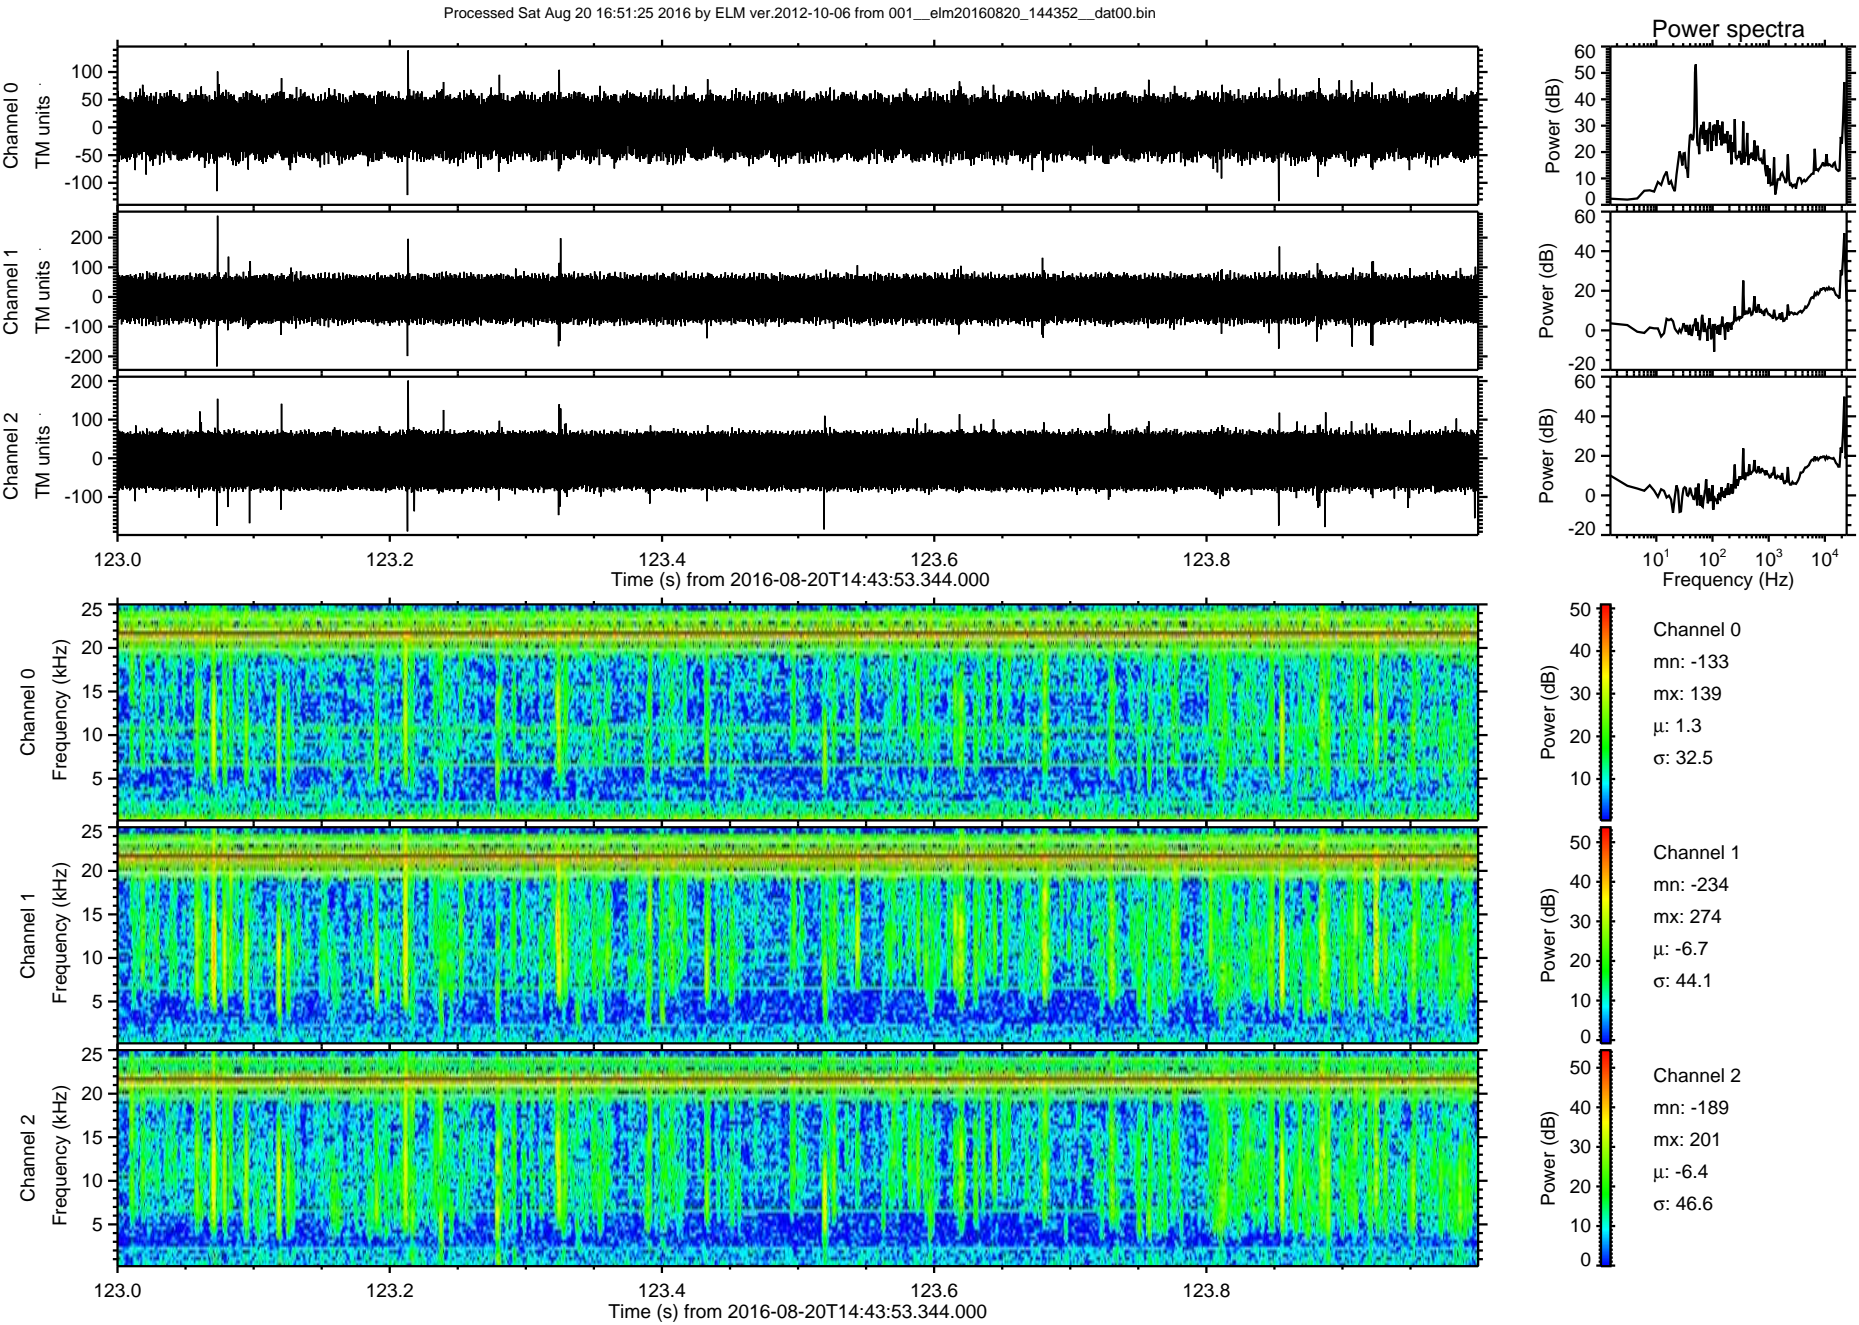 Processed Sat Aug 20 16:51:25 2016 by ELM ver.2012-10-06 from 001__elm20160820_144352__dat00.bin
Power spectra
Channel 0
TM units
100
50
0
-50
-100
Power (dB)
60
50
40
30
20
10
0
Channel 1
TM units
200
100
0
-100
-200
Power (dB)
60
40
20
0
-20
Channel 2
TM units
200
100
0
-100
Power (dB)
60
40
20
0
-20
123.0 123.2 123.4 123.6 123.8
Time (s) from 2016-08-20T14:43:53.344.000
10¹ 10² 10³ 10⁴
Frequency (Hz)
Channel 0
Frequency (kHz)
25
20
15
10
5
Power (dB)
50
40
30
20
10
Channel 0
mn: -133
mx: 139
μ: 1.3
σ: 32.5
Channel 1
Frequency (kHz)
25
20
15
10
5
Power (dB)
50
40
30
20
10
0
Channel 1
mn: -234
mx: 274
μ: -6.7
σ: 44.1
Channel 2
Frequency (kHz)
25
20
15
10
5
Power (dB)
50
40
30
20
10
0
Channel 2
mn: -189
mx: 201
μ: -6.4
σ: 46.6
123.0 123.2 123.4 123.6 123.8
Time (s) from 2016-08-20T14:43:53.344.000